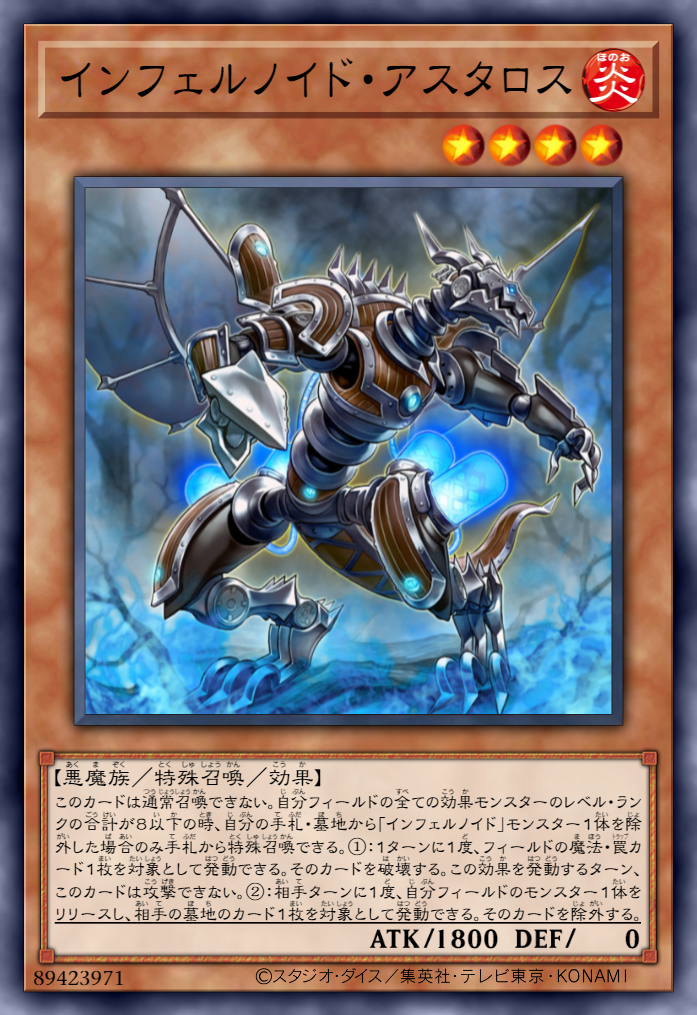 インフェルノイド・アスタロス
炎
ほのお
【悪魔族／特殊召喚／効果】
このカードは通常召喚できない。自分フィールドの全ての効果モンスターのレベル・ラン
クの合計が８以下の時、自分の手札・墓地から「インフェルノイド」モンスター１体を除
外した場合のみ手札から特殊召喚できる。①：１ターンに１度、フィールドの魔法・罠カ
ード１枚を対象として発動できる。そのカードを破壊する。この効果を発動するターン、
このカードは攻撃できない。②：相手ターンに１度、自分フィールドのモンスター１体を
リリースし、相手の墓地のカード１枚を対象として発動できる。そのカードを除外する。
ATK/1800 DEF/ 0
89423971 ©スタジオ・ダイス／集英社・テレビ東京・KONAMI